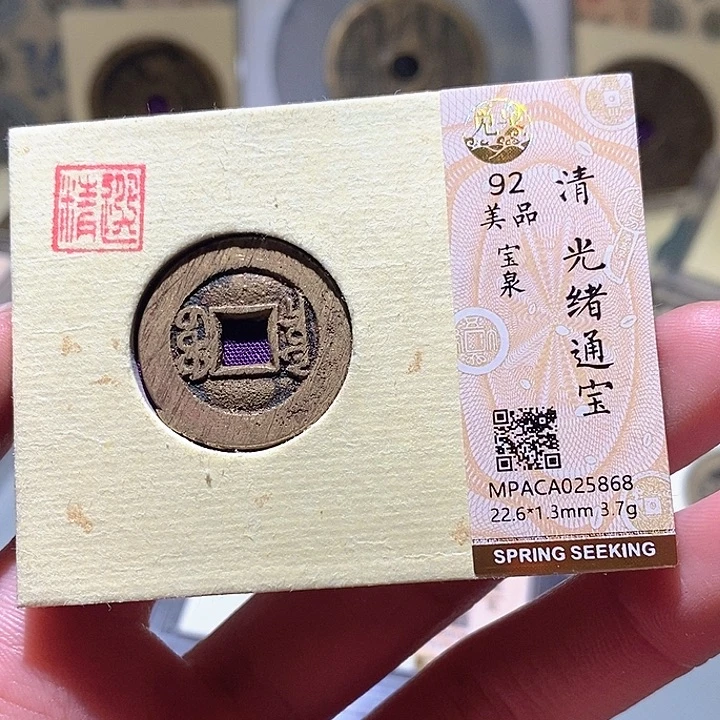 精選
清 光绪通宝
92
美品
宝泉
MPACA025868
22.6*1.3mm 3.7g
SPRING SEEKING